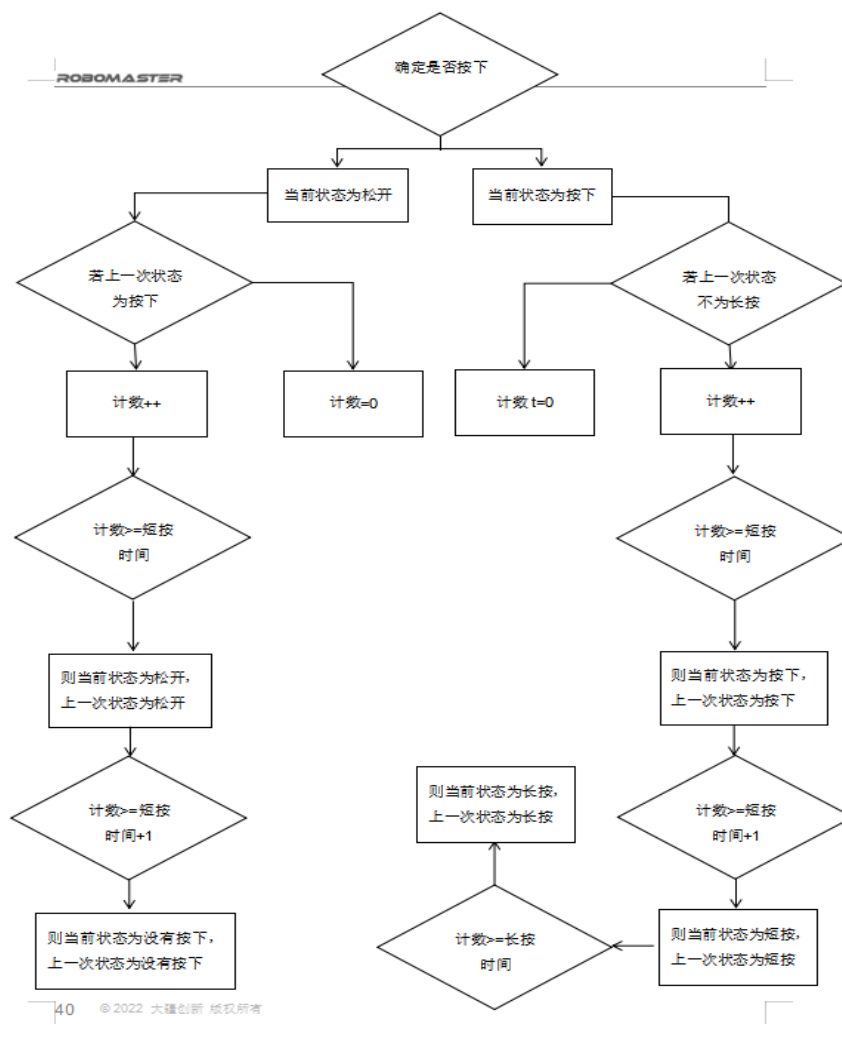 确定是否按下
ROBOMASTER
当前状态为松开
当前状态为按下
若上一次状态
为按下
若上一次状态
不为长按
计数++
计数=0
计数 t=0
计数++
计数>=短按
时间
计数>=短按
时间
则当前状态为松开，
上一次状态为松开
则当前状态为按下，
上一次状态为按下
计数>=短按
时间+1
则当前状态为长按，
上一次状态为长按
计数>=短按
时间+1
则当前状态为没有按下，
上一次状态为没有按下
计数>=长按
时间
则当前状态为短按，
上一次状态为短按
40 © 2022 大疆创新 版权所有